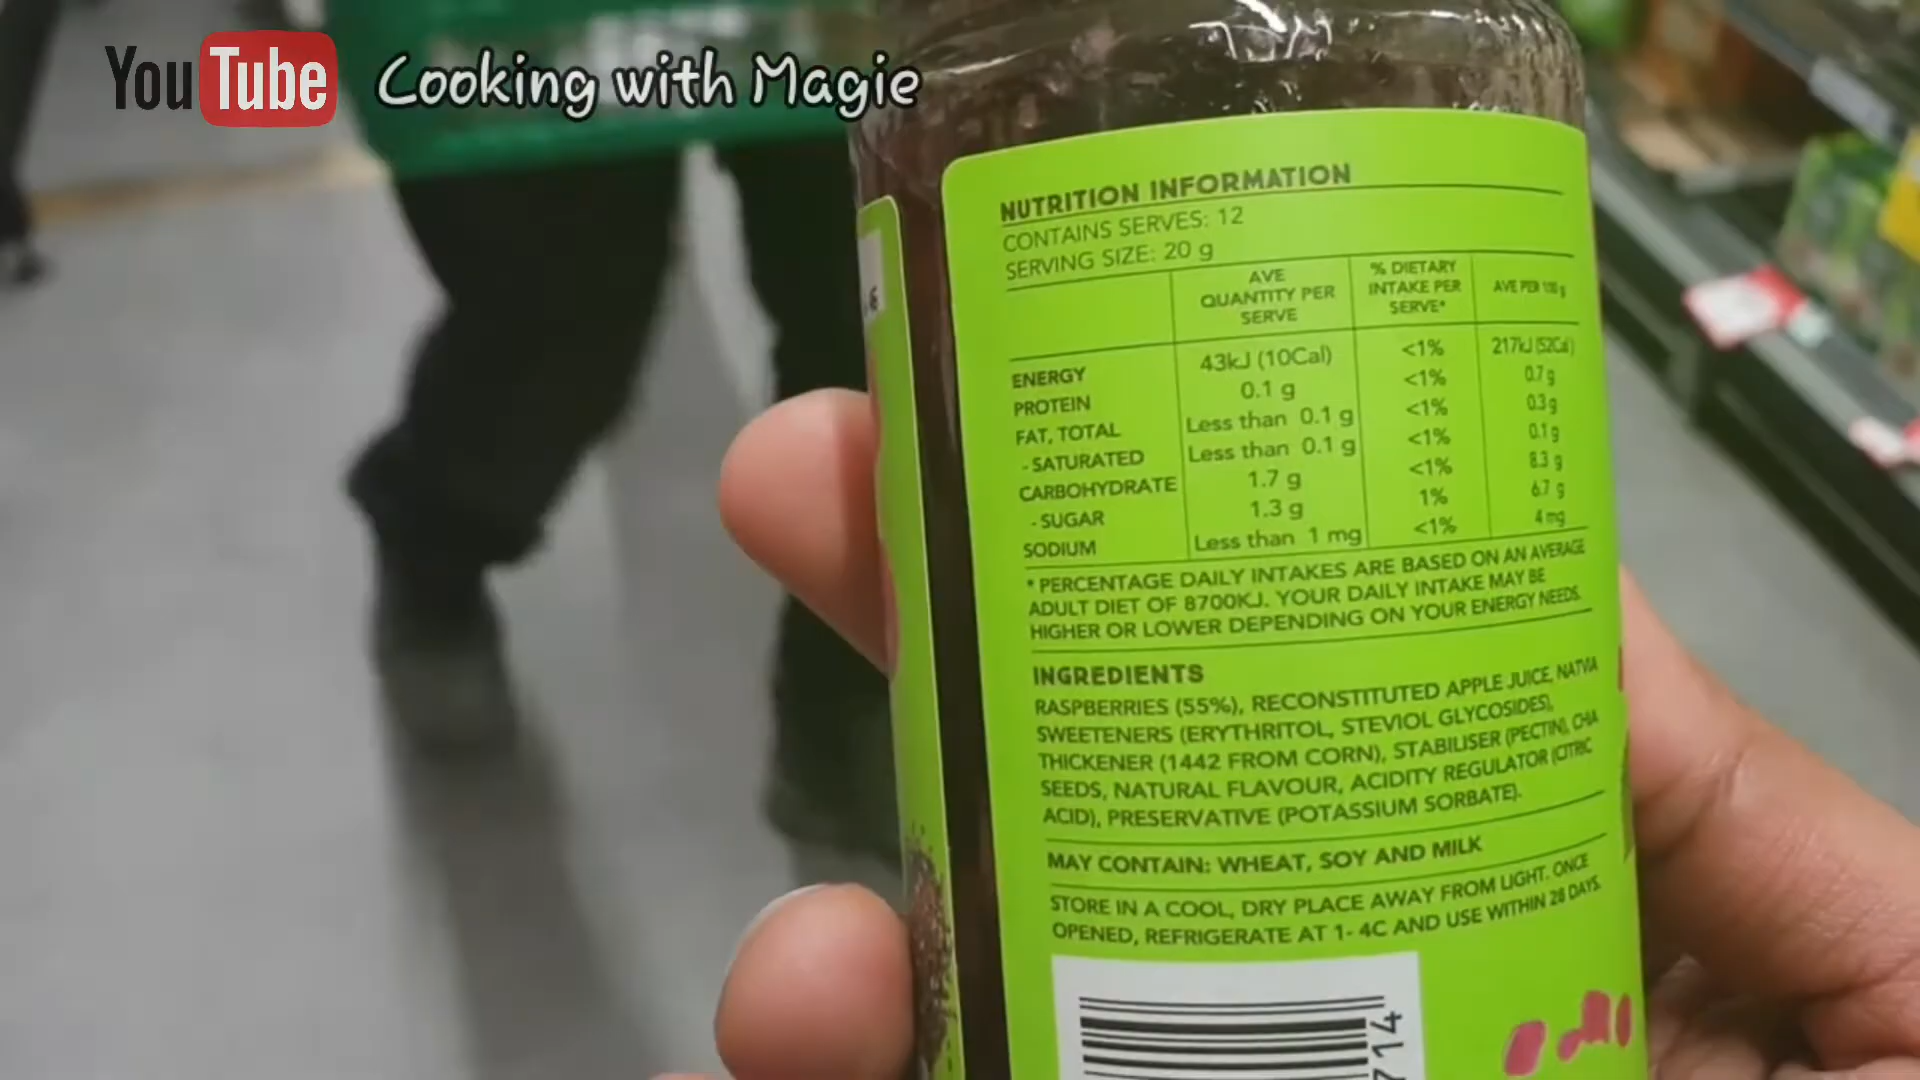 YouTube Cooking with Magie
NUTRITION INFORMATION
CONTAINS SERVES: 12
SERVING SIZE: 20 g
AVE QUANTITY PER SERVE % DIETARY INTAKE PER SERVE* AVE PER 100 g
ENERGY 43kJ (10Cal) <1% 217kJ (52Cal)
PROTEIN 0.1 g <1% 0.7 g
FAT, TOTAL Less than 0.1 g <1% 0.3 g
- SATURATED Less than 0.1 g <1% 0.1 g
CARBOHYDRATE 1.7 g <1% 8.3 g
- SUGAR 1.3 g 1% 6.7 g
SODIUM Less than 1 mg <1% 4 mg
* PERCENTAGE DAILY INTAKES ARE BASED ON AN AVERAGE
ADULT DIET OF 8700KJ. YOUR DAILY INTAKE MAY BE
HIGHER OR LOWER DEPENDING ON YOUR ENERGY NEEDS.
INGREDIENTS
RASPBERRIES (55%), RECONSTITUTED APPLE JUICE, NATVIA
SWEETENERS (ERYTHRITOL, STEVIOL GLYCOSIDES),
THICKENER (1442 FROM CORN), STABILISER (PECTIN), CHIA
SEEDS, NATURAL FLAVOUR, ACIDITY REGULATOR (CITRIC
ACID), PRESERVATIVE (POTASSIUM SORBATE).
MAY CONTAIN: WHEAT, SOY AND MILK
STORE IN A COOL, DRY PLACE AWAY FROM LIGHT. ONCE
OPENED, REFRIGERATE AT 1- 4C AND USE WITHIN 28 DAYS.
714